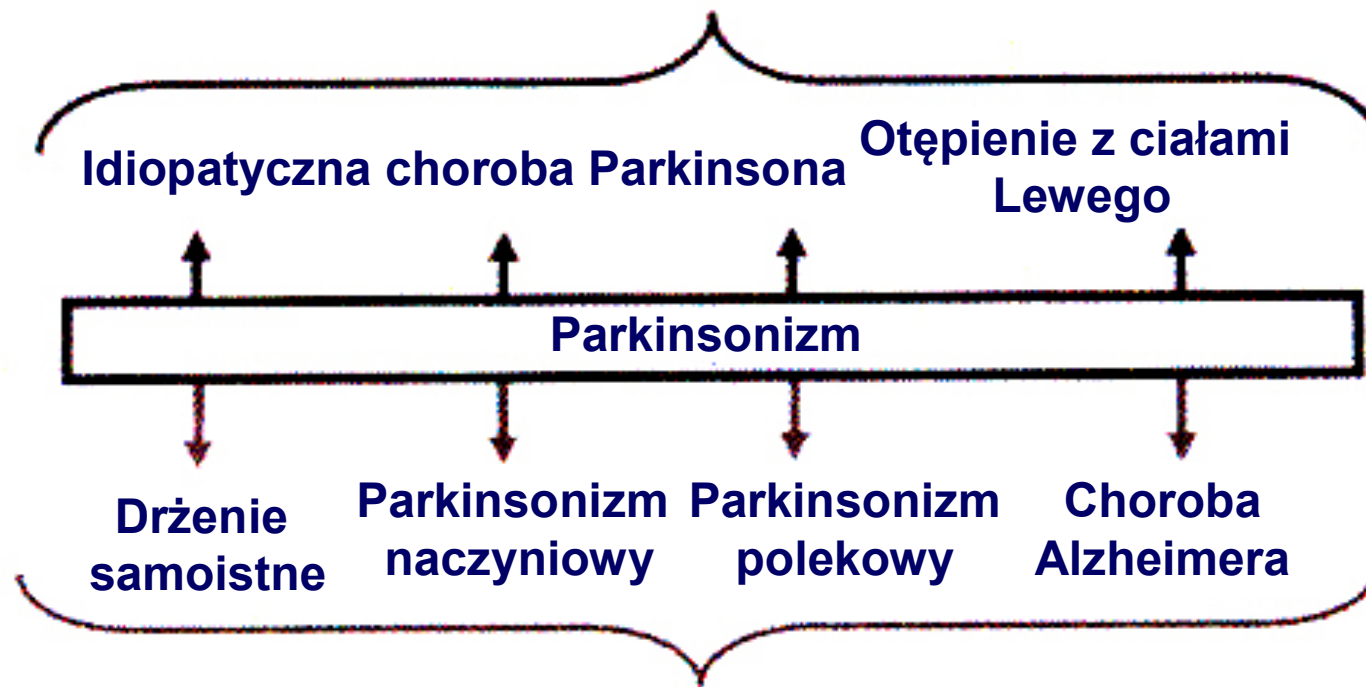 Idiopatyczna choroba Parkinsona
Otępienie z ciałami
Lewego
Parkinsonizm
Drżenie
samoistne
Parkinsonizm
naczyniowy
Parkinsonizm
polekowy
Choroba
Alzheimera